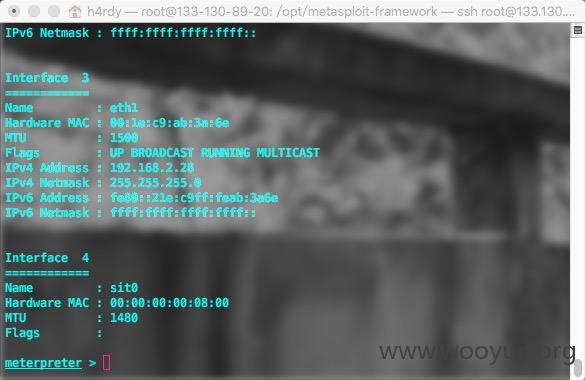 h4rdy — root@133-130-89-20: /opt/metasploit-framework — ssh root@133.130....
IPv6 Netmask : ffff:ffff:ffff:ffff::
Interface  3
============
Name         : eth1
Hardware MAC : 00:1e:c9:ab:3a:6e
MTU          : 1500
Flags        : UP BROADCAST RUNNING MULTICAST
IPv4 Address : 192.168.2.28
IPv4 Netmask : 255.255.255.0
IPv6 Address : fe80::21e:c9ff:feab:3a6e
IPv6 Netmask : ffff:ffff:ffff:ffff::
Interface  4
============
Name         : sit0
Hardware MAC : 00:00:00:00:08:00
MTU          : 1480
Flags        :
meterpreter >
www.wooyun.org